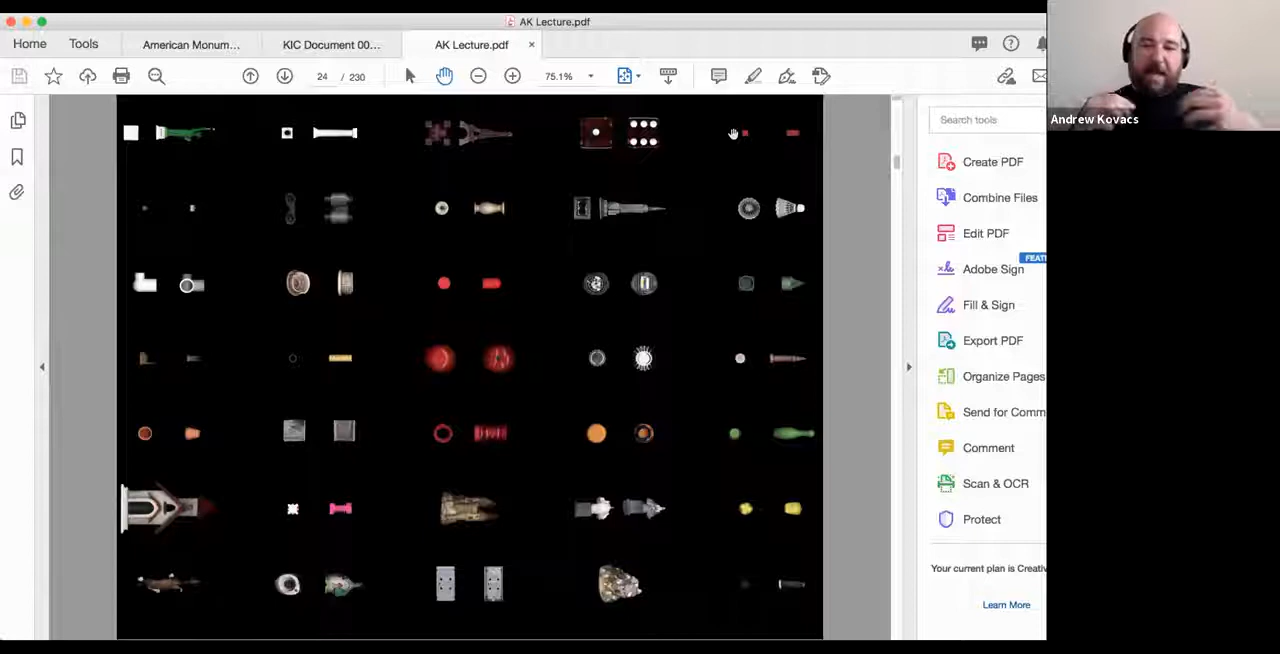 AK Lecture.pdf
Home Tools American Monum... KIC Document 00... AK Lecture.pdf ×
24 / 230 75.1%
Andrew Kovacs
Search tools
Create PDF
Combine Files
Edit PDF
FEAT
Adobe Sign
Fill & Sign
Export PDF
Organize Pages
Send for Comm
Comment
Scan & OCR
Protect
Your current plan is Creativ
Learn More